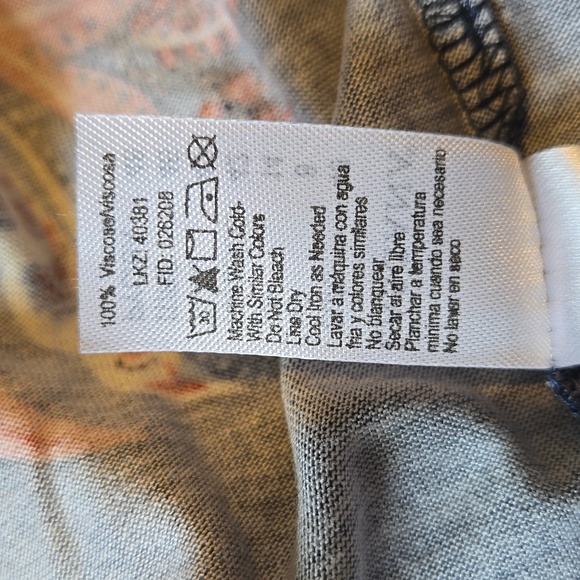 100% Viscose/Viscosa
LKZ 40381
FID 026208
Machine Wash Cold-
With Similar Colors
Do Not Bleach
Line Dry
Cool Iron as Needed
Lavar a máquina con agua
fria y colores similares
No blanquear
Secar al aire libre
Planchar a temperatura
mínima cuando sea necesario
No lavar en seco